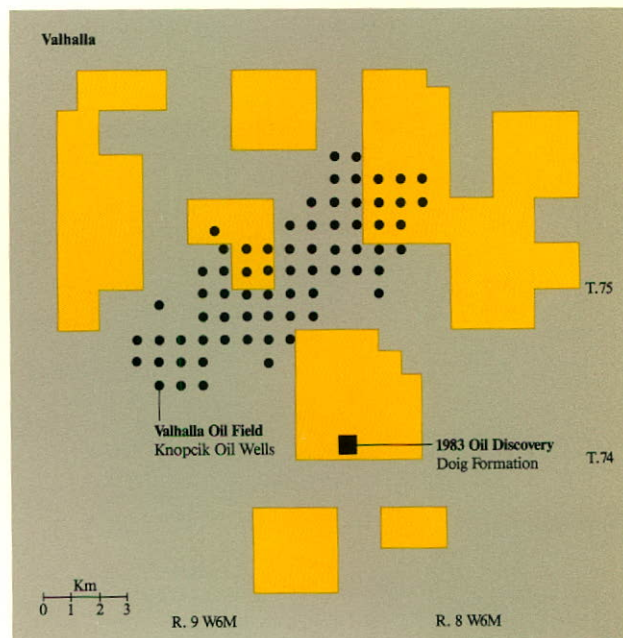 Valhalla
T.75
Valhalla Oil Field
Knopcik Oil Wells
1983 Oil Discovery
Doig Formation
T.74
Km
0 1 2 3
R. 9 W6M
R. 8 W6M